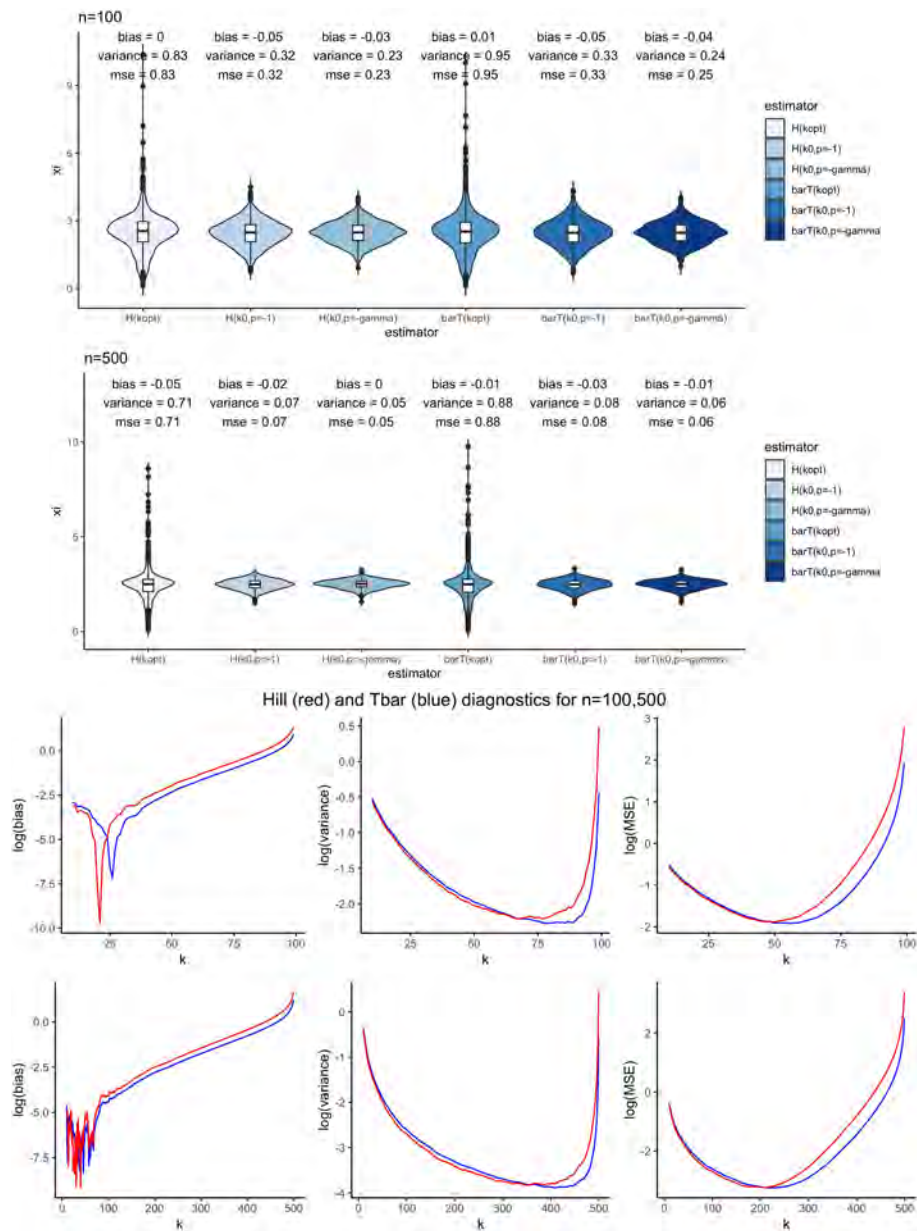 n=100
bias = 0 bias = -0.05 bias = -0.03 bias = 0.01 bias = -0.05 bias = -0.04
variance = 0.83 variance = 0.32 variance = 0.23 variance = 0.95 variance = 0.33 variance = 0.24
mse = 0.83 mse = 0.32 mse = 0.23 mse = 0.95 mse = 0.33 mse = 0.25
9
6
3
0
xi
H(kopt) H(k0,p=-1) H(k0,p=-gamma) barT(kopt) barT(k0,p=-1) barT(k0,p=-gamma)
estimator
estimator
H(kopt)
H(k0,p=-1)
H(k0,p=-gamma)
barT(kopt)
barT(k0,p=-1)
barT(k0,p=-gamma
n=500
bias = -0.05 bias = -0.02 bias = 0 bias = -0.01 bias = -0.03 bias = -0.01
variance = 0.71 variance = 0.07 variance = 0.05 variance = 0.88 variance = 0.08 variance = 0.06
mse = 0.71 mse = 0.07 mse = 0.05 mse = 0.88 mse = 0.08 mse = 0.06
10
5
0
xi
H(kopt) H(k0,p=-1) H(k0,p=-gamma) barT(kopt) barT(k0,p=-1) barT(k0,p=-gamma)
estimator
estimator
H(kopt)
H(k0,p=-1)
H(k0,p=-gamma)
barT(kopt)
barT(k0,p=-1)
barT(k0,p=-gamma
Hill (red) and Tbar (blue) diagnostics for n=100,500
0.0
-2.5
-5.0
-7.5
-10.0
log(bias)
25 50 75 100
k
0.5
0.0
-0.5
-1.0
-1.5
-2.0
log(variance)
25 50 75 100
k
3
2
1
0
-1
-2
log(MSE)
25 50 75 100
k
0.0
-2.5
-5.0
-7.5
log(bias)
0 100 200 300 400 500
k
0
-1
-2
-3
-4
log(variance)
0 100 200 300 400 500
k
2
0
-2
log(MSE)
0 100 200 300 400 500
k